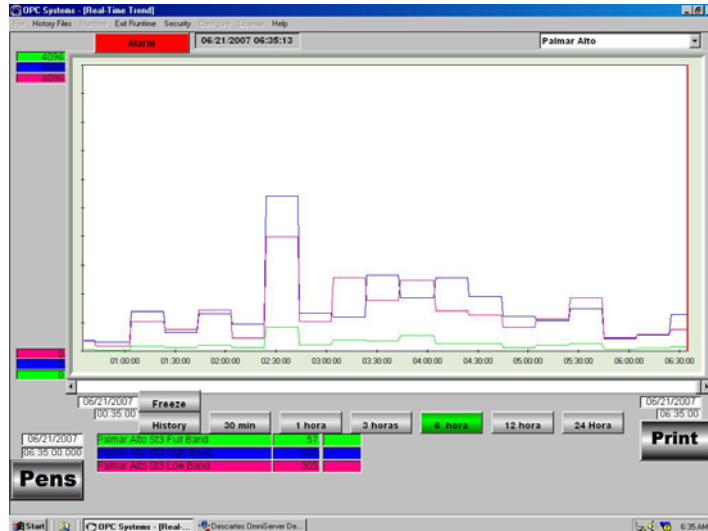 OPC Systems - [Real-Time Trend]
File History Files Runtime Exit Runtime Security Configure License Help
Alarm 06/21/2007 06:35:13 Palmar Alto
4096
4096
0
0
01:00:00 01:30:00 02:00:00 02:30:00 03:00:00 03:30:00 04:00:00 04:30:00 05:00:00 05:30:00 06:00:00 06:30:00
06/21/2007 Freeze 06/21/2007
00:35:00 06:35:00
History 30 min 1 hora 3 horas 6 hora 12 hora 24 Hora
Print
06/21/2007 Palmar Alto St3 Full Band 57.
06:35:00.000 Palmar Alto St3 High Band
Palmar Alto St3 Low Band 305.
Pens
Start OPC Systems - [Real-... Descartes OmniServer De... 6:35 AM